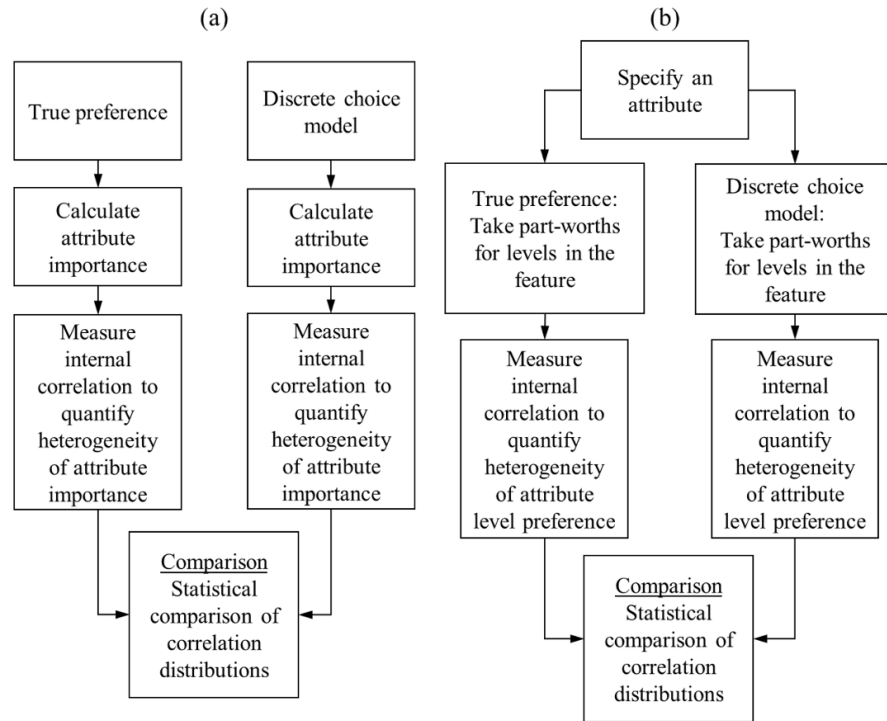 (a)
True preference
Discrete choice
model
Calculate
attribute
importance
Calculate
attribute
importance
Measure
internal
correlation to
quantify
heterogeneity
of attribute
importance
Measure
internal
correlation to
quantify
heterogeneity
of attribute
importance
Comparison
Statistical
comparison of
correlation
distributions
(b)
Specify an
attribute
True preference:
Take part-worths
for levels in the
feature
Discrete choice
model:
Take part-worths
for levels in the
feature
Measure
internal
correlation to
quantify
heterogeneity
of attribute
level preference
Measure
internal
correlation to
quantify
heterogeneity
of attribute
level preference
Comparison
Statistical
comparison of
correlation
distributions